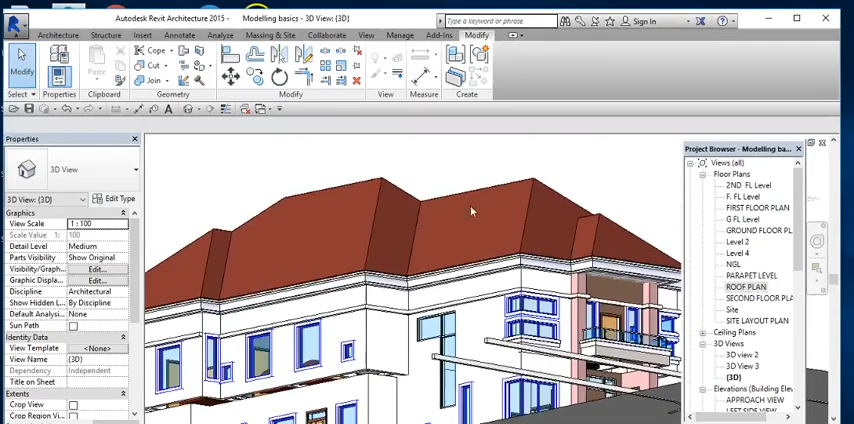 Autodesk Revit Architecture 2015 - Modelling basics - 3D View: {3D}
Type a keyword or phrase
Sign In
Architecture Structure Insert Annotate Analyze Massing & Site Collaborate View Manage Add-Ins Modify
Modify
Paste
Cope
Cut
Join
Select Properties Clipboard Geometry Modify View Measure Create
Properties
3D View
3D View: {3D} Edit Type
Graphics
View Scale 1 : 100
Scale Value 1: 100
Detail Level Medium
Parts Visibility Show Original
Visibility/Graph... Edit...
Graphic Displa... Edit...
Discipline Architectural
Show Hidden L... By Discipline
Default Analysi... None
Sun Path
Identity Data
View Template <None>
View Name {3D}
Dependency Independent
Title on Sheet
Extents
Crop View
Crop Region V...
Project Browser - Modelling ba...
Views (all)
Floor Plans
2ND FL Level
F. FL Level
FIRST FLOOR PLAN
G FL Level
GROUND FLOOR PL
Level 2
Level 4
NGL
PARAPET LEVEL
ROOF PLAN
SECOND FLOOR PL
Site
SITE LAYOUT PLAN
Ceiling Plans
3D Views
3D view 2
3D View 3
{3D}
Elevations (Building Ele
APPROACH VIEW
LEFT SIDE VIEW